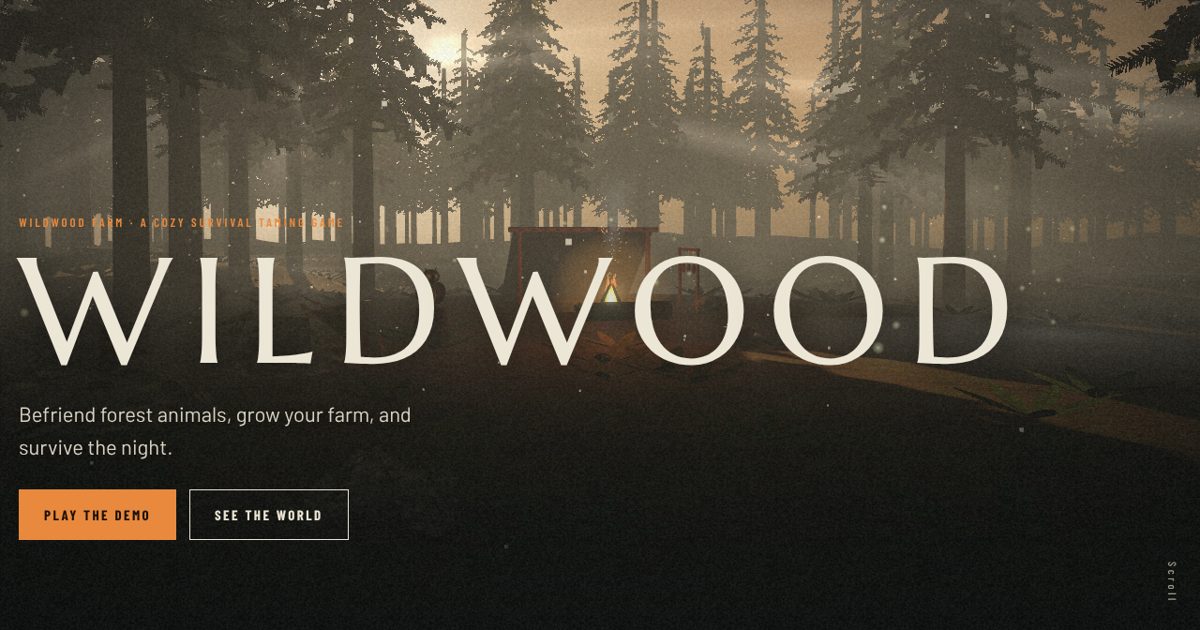 WILDWOOD FARM · A COZY SURVIVAL TAMING GAME
WILDWOOD
Befriend forest animals, grow your farm, and
survive the night.
PLAY THE DEMO
SEE THE WORLD
Scroll